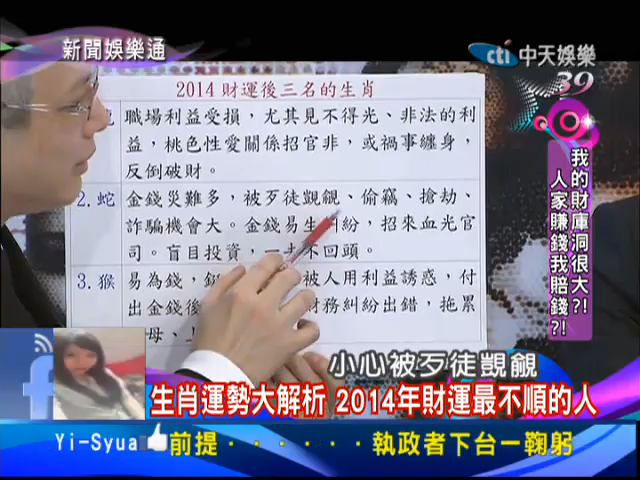 新聞娛樂通
cti 中天娛樂
39
2014財運後三名的生肖
職場利益受損，尤其見不得光、非法的利
益，桃色性愛關係招官非，或禍事纏身，
反倒破財。
2.蛇 金錢災難多，被歹徒覬覦、偷竊、搶劫、
詐騙機會大。金錢易生糾紛，招來血光官
司。盲目投資，一去不回頭。
3.猴 易為錢，
被人用利益誘惑，付
出金錢後
財務糾紛出錯，拖累
母、
我的財庫洞很大?!
人家賺錢我賠錢?!
小心被歹徒覬覦
生肖運勢大解析 2014年財運最不順的人
Yi-Syua 前提······執政者下台一鞠躬